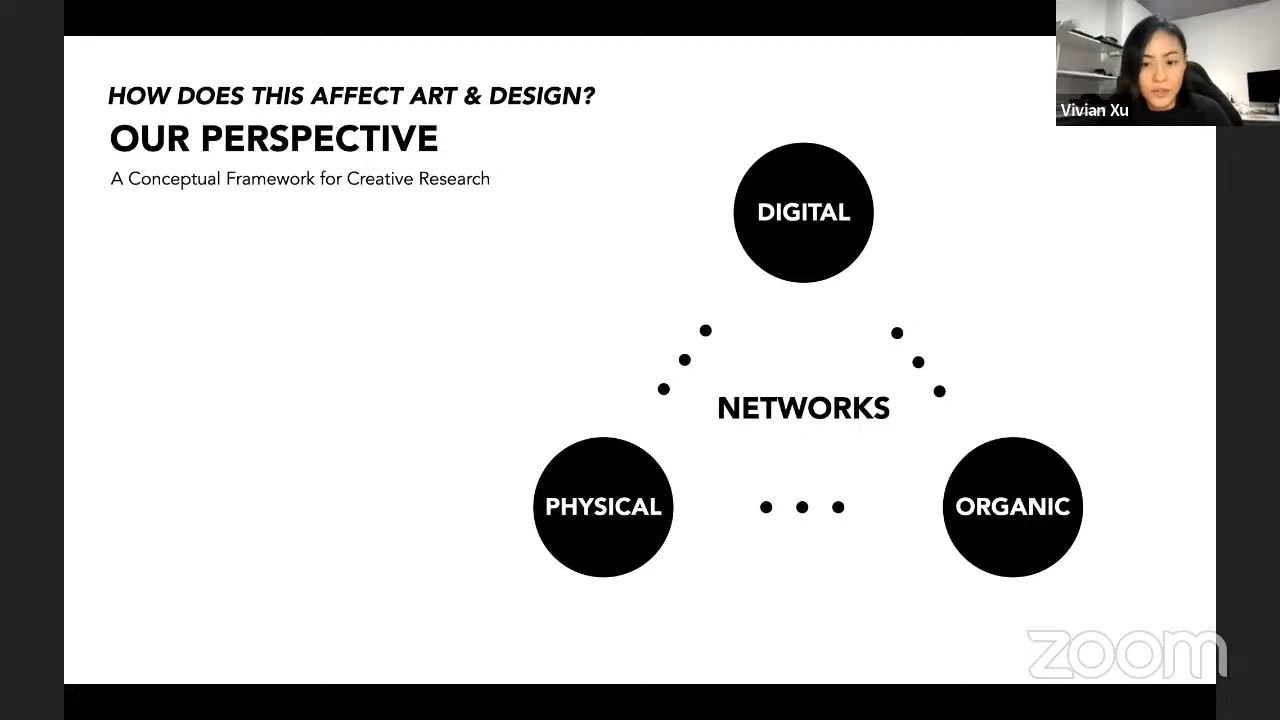 HOW DOES THIS AFFECT ART & DESIGN?
OUR PERSPECTIVE
A Conceptual Framework for Creative Research
Vivian Xu
DIGITAL
NETWORKS
PHYSICAL
ORGANIC
zoom